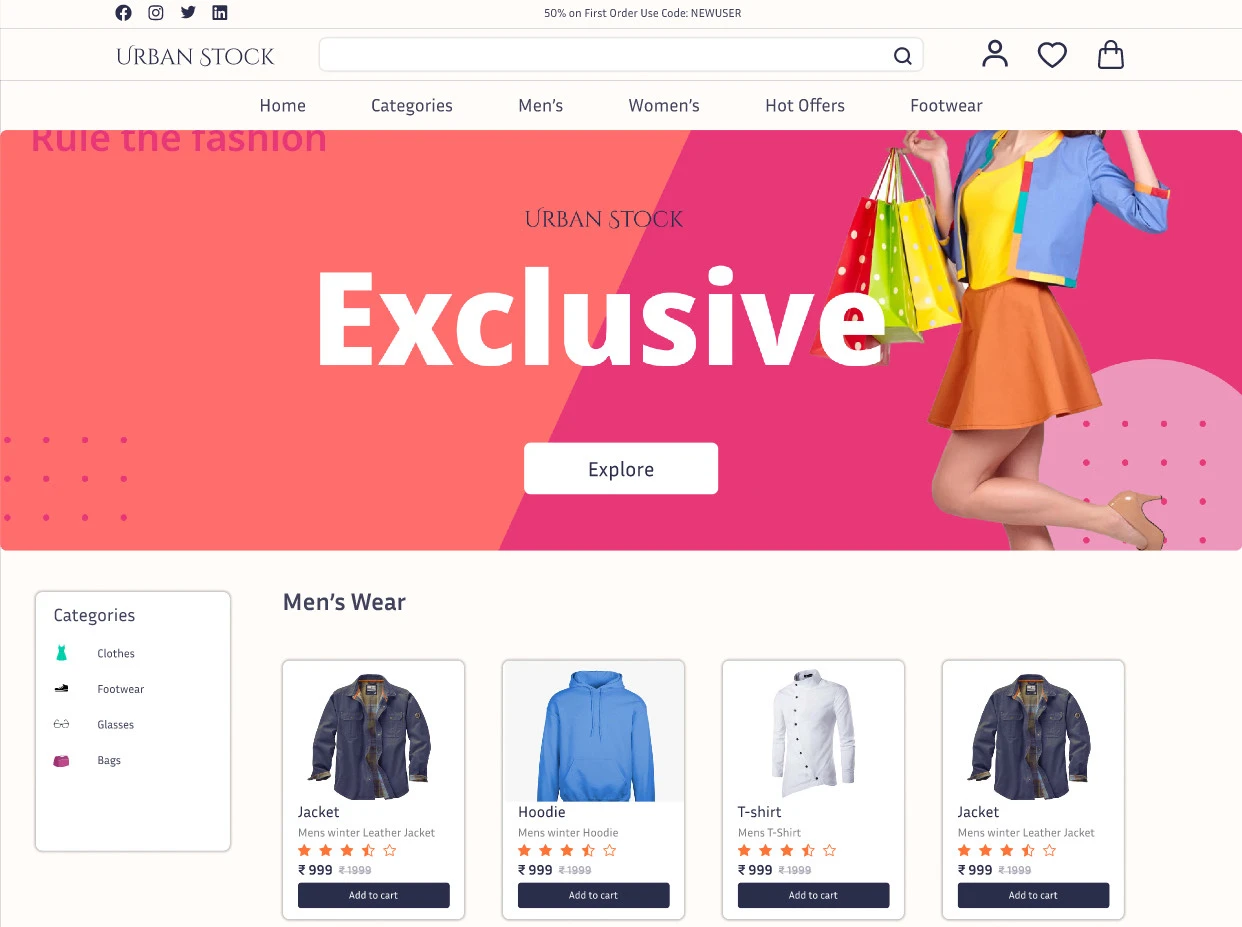 50% on First Order Use Code: NEWUSER
URBAN STOCK
Home Categories Men's Women's Hot Offers Footwear
Rule the fashion
URBAN STOCK
Exclusive
Explore
Categories
Clothes
Footwear
Glasses
Bags
Men's Wear
Jacket
Mens winter Leather Jacket
₹ 999 ₹ 1999
Add to cart
Hoodie
Mens winter Hoodie
₹ 999 ₹ 1999
Add to cart
T-shirt
Mens T-Shirt
₹ 999 ₹ 1999
Add to cart
Jacket
Mens winter Leather Jacket
₹ 999 ₹ 1999
Add to cart